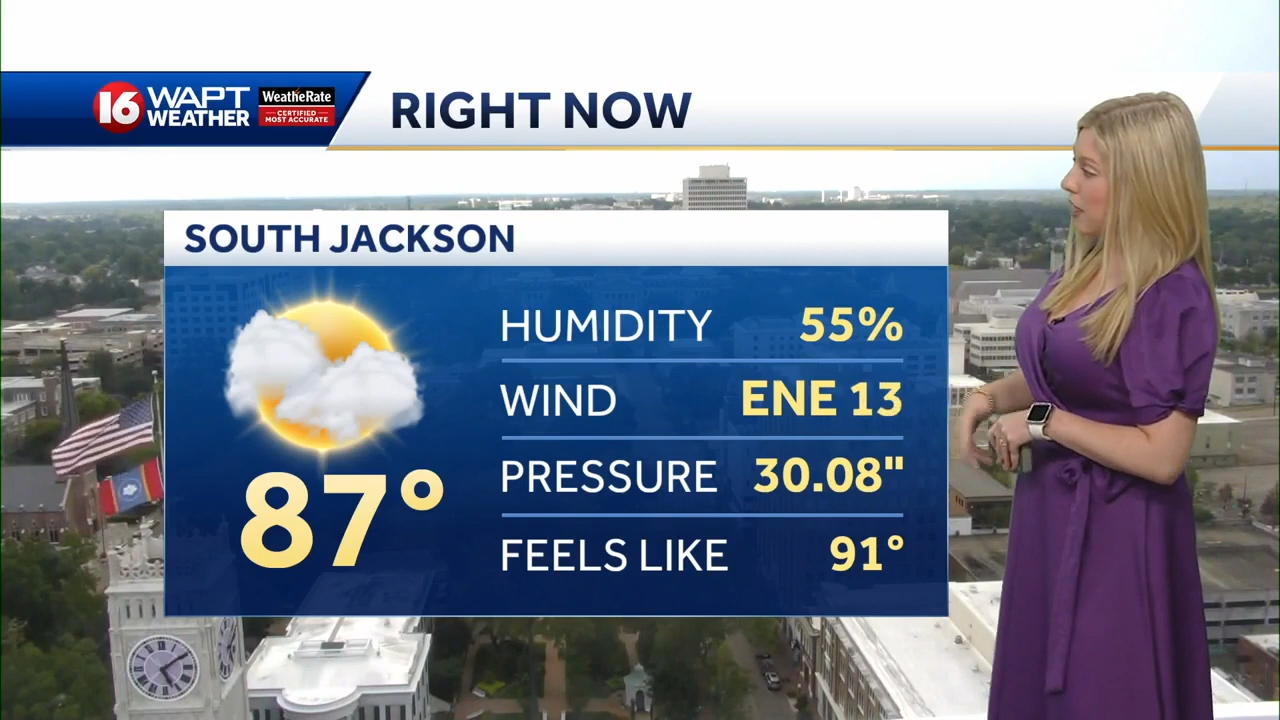 16 WAPT WEATHER
WeatheRate
CERTIFIED
MOST ACCURATE
RIGHT NOW
SOUTH JACKSON
87°
HUMIDITY 55%
WIND ENE 13
PRESSURE 30.08"
FEELS LIKE 91°